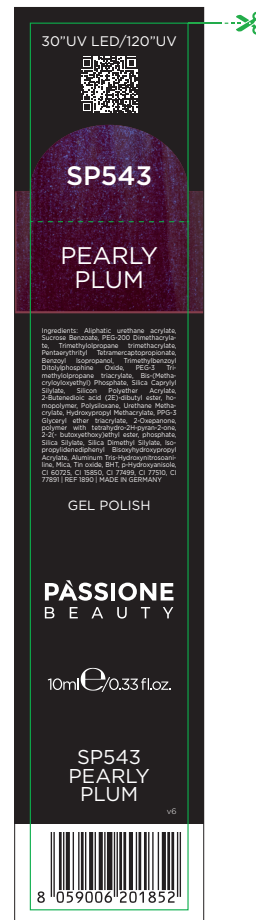 30”UV LED/120”UV
SP543
PEARLY
PLUM
Ingredients: Aliphatic urethane acrylate,
Sucrose Benzoate, PEG-200 Dimethacryla-
te, Trimethylolpropane trimethacrylate,
Pentaerythrityl Tetramercaptopropionate,
Benzoyl Isopropanol, Trimethylbenzoyl
Ditolylphosphine Oxide, PEG-3 Tri-
methylolpropane triacrylate, Bis-(Metha-
cryloyloxyethyl) Phosphate, Silica Caprylyl
Silylate, Silicon Polyether Acrylate,
2-Butenedioic acid (2E)-dibutyl ester, ho-
mopolymer, Polysiloxane, Urethane Metha-
crylate, Hydroxypropyl Methacrylate, PPG-3
Glyceryl ether triacrylate, 2-Oxepanone,
polymer with tetrahydro-2H-pyran-2-one,
2-2(- butoxyethoxy)ethyl ester, phosphate,
Silica Silylate, Silica Dimethyl Silylate, Iso-
propylidenediphenyl Bisoxyhydroxypropyl
Acrylate, Aluminum Tris-Hydroxynitrosoani-
line, Mica, Tin oxide, BHT, p-Hydroxyanisole,
CI 60725, CI 15850, CI 77499, CI 77510, CI
77891 | REF 1890 | MADE IN GERMANY
GEL POLISH
PÀSSIONE
BEAUTY
10ml℮/0.33 fl.oz.
SP543
PEARLY
PLUM
v6
8 059006 201852